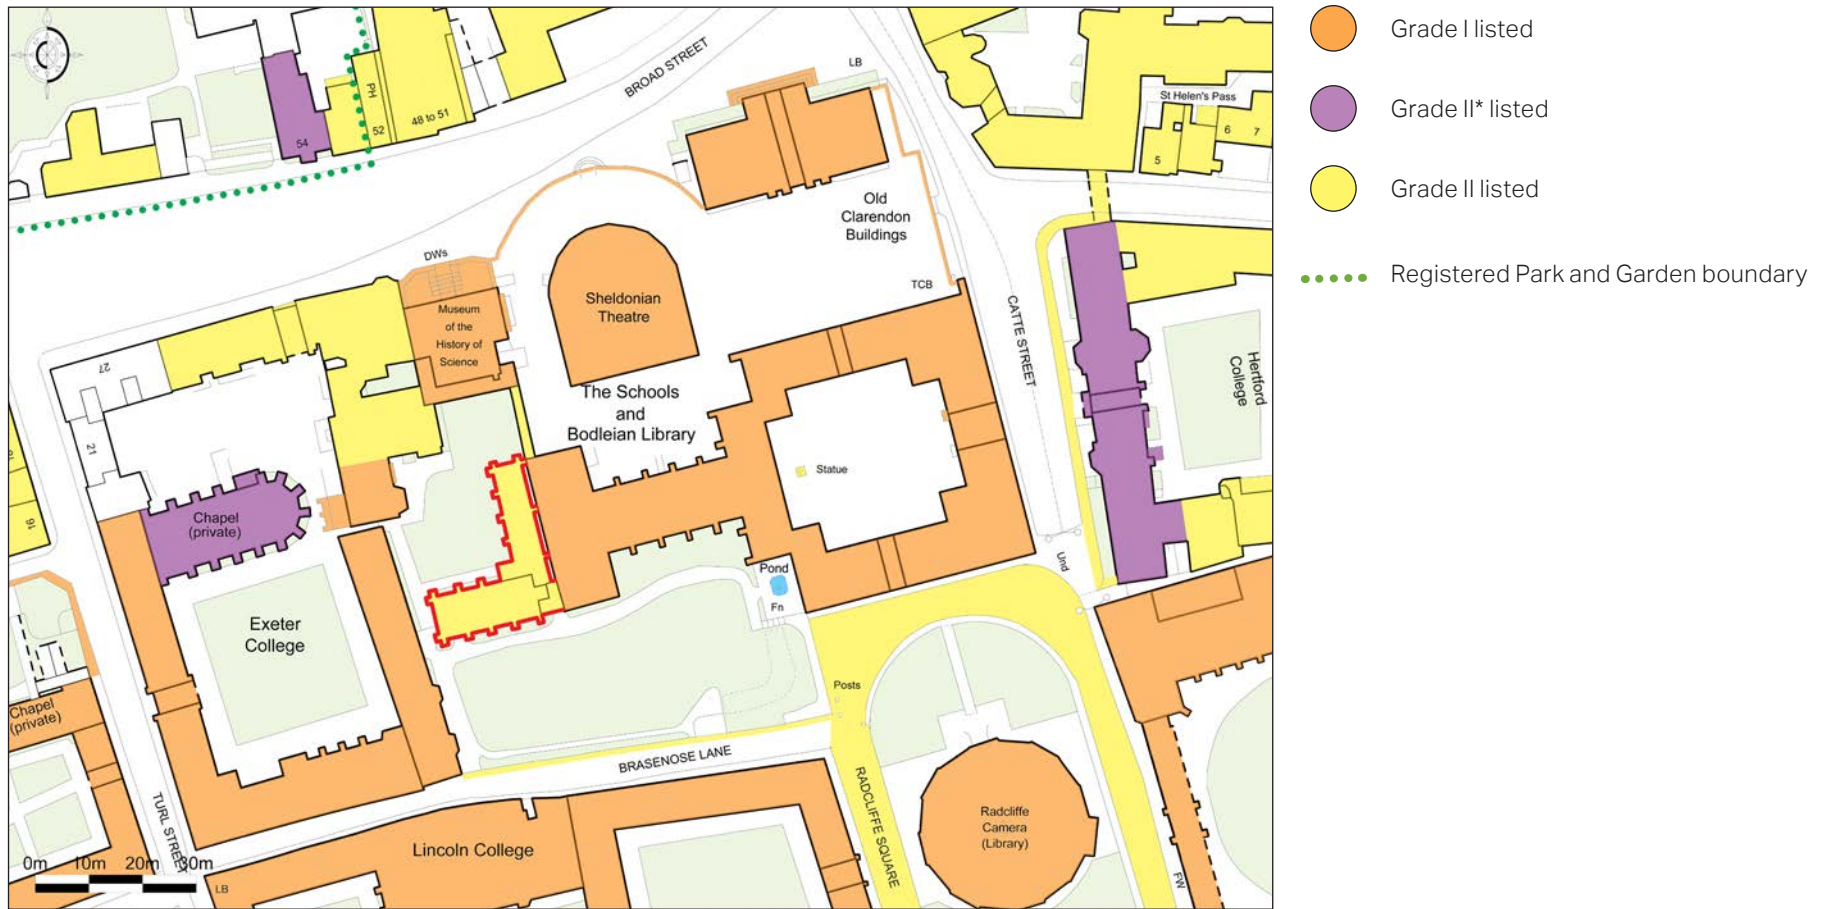 Grade I listed
Grade II* listed
Grade II listed
Registered Park and Garden boundary
BROAD STREET
LB
PH
52
48 to 51
54
St Helen's Pass
6
7
5
Old
Clarendon
Buildings
DWs
TCB
Sheldonian
Theatre
Museum
of the
History of
Science
CATTE STREET
Hertford
College
27
21
The Schools
and
Bodleian Library
Statue
16
Chapel
(private)
Und
Pond
Fn
Exeter
College
Posts
Chapel
(private)
BRASENOSE LANE
RADCLIFFE SQUARE
TURL STREET
Radcliffe
Camera
(Library)
Lincoln College
FW
0m 10m 20m 30m
LB